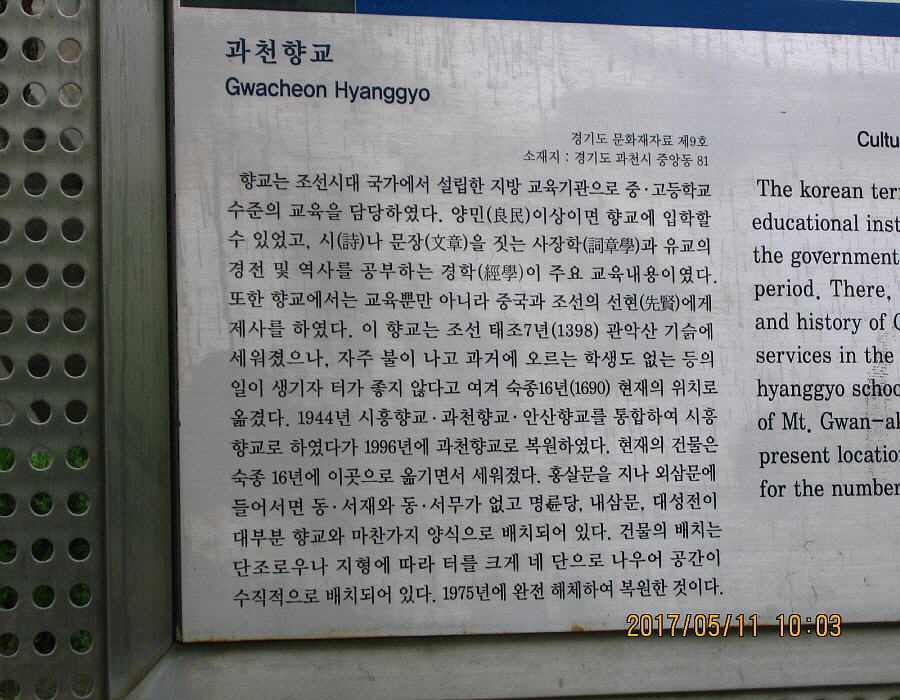 과천향교
Gwacheon Hyanggyo
경기도 문화재자료 제9호
소재지 : 경기도 과천시 중앙동 81
향교는 조선시대 국가에서 설립한 지방 교육기관으로 중·고등학교
수준의 교육을 담당하였다. 양민(良民)이상이면 향교에 입학할
수 있었고, 시(詩)나 문장(文章)을 짓는 사장학(詞章學)과 유교의
경전 및 역사를 공부하는 경학(經學)이 주요 교육내용이였다.
또한 향교에서는 교육뿐만 아니라 중국과 조선의 선현(先賢)에게
제사를 하였다. 이 향교는 조선 태조7년(1398) 관악산 기슭에
세워졌으나, 자주 불이 나고 과거에 오르는 학생도 없는 등의
일이 생기자 터가 좋지 않다고 여겨 숙종16년(1690) 현재의 위치로
옮겼다. 1944년 시흥향교·과천향교·안산향교를 통합하여 시흥
향교로 하였다가 1996년에 과천향교로 복원하였다. 현재의 건물은
숙종 16년에 이곳으로 옮기면서 세워졌다. 홍살문을 지나 외삼문에
들어서면 동·서재와 동·서무가 없고 명륜당, 내삼문, 대성전이
대부분 향교와 마찬가지 양식으로 배치되어 있다. 건물의 배치는
단조로우나 지형에 따라 터를 크게 네 단으로 나우어 공간이
수직적으로 배치되어 있다. 1975년에 완전 해체하여 복원한 것이다.
Cultu
The korean ter
educational inst
the government
period. There,
and history of
services in the
hyanggyo schoo
of Mt. Gwan-ak
present locatio
for the number
2017/05/11 10:03